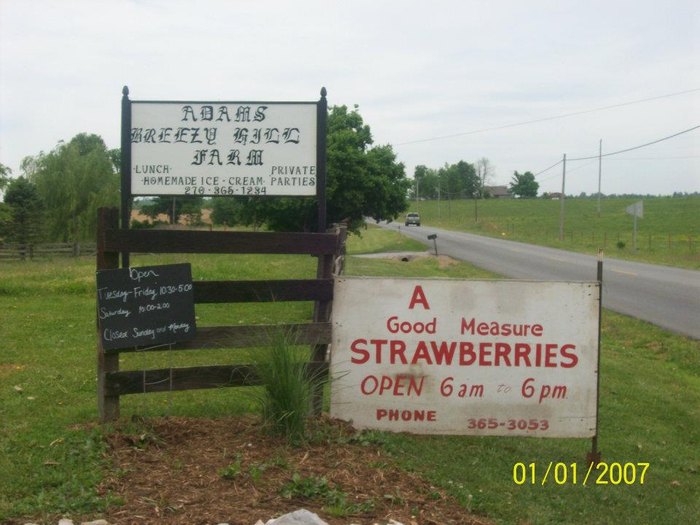 ADAMS
BREEZY HILL
FARM
LUNCH · PRIVATE
HOMEMADE ICE-CREAM PARTIES
270-365-1234
Open
Tuesday-Friday 10:30-5:00
Saturday 10:00-2:00
Closed Sunday and Monday
A
Good Measure
STRAWBERRIES
OPEN 6am to 6pm
PHONE 365-3053
01/01/2007